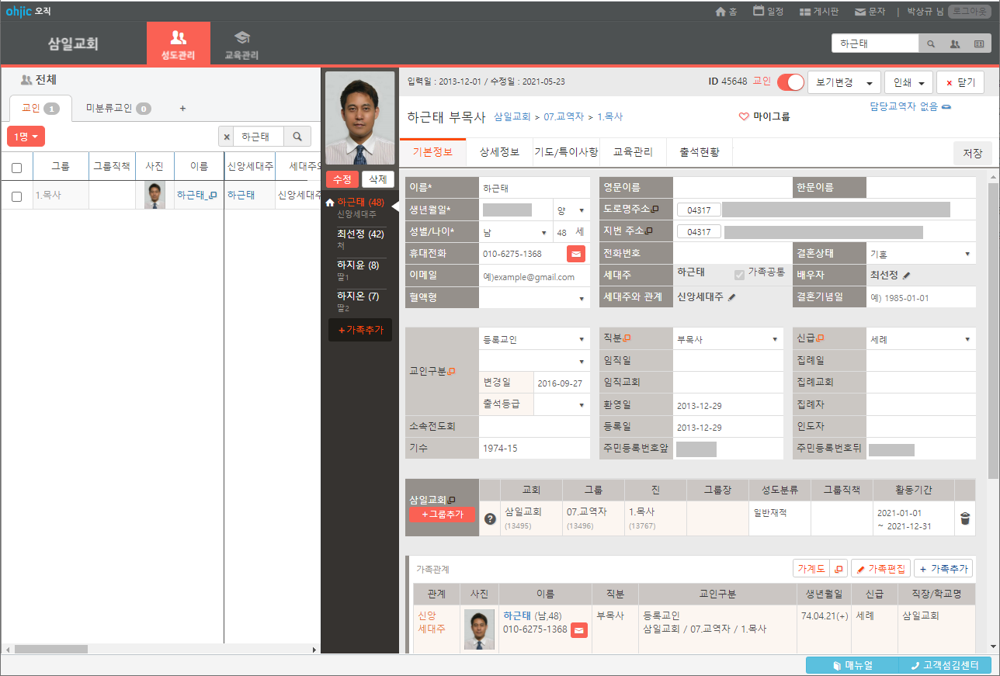 ohjic 오직
홈 일정 게시판 문자 | 박상규 님 로그아웃
삼일교회 성도관리 교육관리 하근태
전체
교인 1 미분류교인 0 +
1명 × 하근태
그룹 그룹직책 사진 이름 신앙세대주 세대주와
1.목사 하근태 하근태 신앙세대주
수정 삭제
하근태 (48)
신앙세대주
최선정 (42)
처
하지윤 (8)
딸1
하지온 (7)
딸2
+가족추가
입력일 : 2013-12-01 / 수정일 : 2021-05-23 ID 45648 교인 보기변경 인쇄 × 닫기
담당교역자 없음
하근태 부목사 삼일교회 > 07.교역자 > 1.목사 마이그룹
기본정보 상세정보 기도/특이사항 교육관리 출석현황 저장
이름* 하근태 영문이름 한문이름
생년월일* 양 도로명주소 04317
성별/나이* 남 48 세 지번 주소 04317
휴대전화 010-6275-1368 전화번호 결혼상태 기혼
이메일 예)example@gmail.com 세대주 하근태 가족공통 배우자 최선정
혈액형 세대주와 관계 신앙세대주 결혼기념일 예) 1985-01-01
교인구분 등록교인 직분 부목사 신급 세례
임직일 집례일
변경일 2016-09-27 임직교회 집례교회
출석등급 환영일 2013-12-29 집례자
소속전도회 등록일 2013-12-29 인도자
기수 1974-15 주민등록번호앞 주민등록번호뒤
삼일교회 +그룹추가
교회 그룹 진 그룹장 성도분류 그룹직책 활동기간
? 삼일교회 07.교역자 1.목사 일반재적 2021-01-01
(13495) (13496) (13767) ~ 2021-12-31
가족관계 가계도 가족편집 + 가족추가
관계 사진 이름 직분 교인구분 생년월일 신급 직장/학교명
신앙 하근태 (남,48) 부목사 등록교인 74.04.21(+) 세례 삼일교회
세대주 010-6275-1368 삼일교회 / 07.교역자 / 1.목사
매뉴얼 고객섬김센터